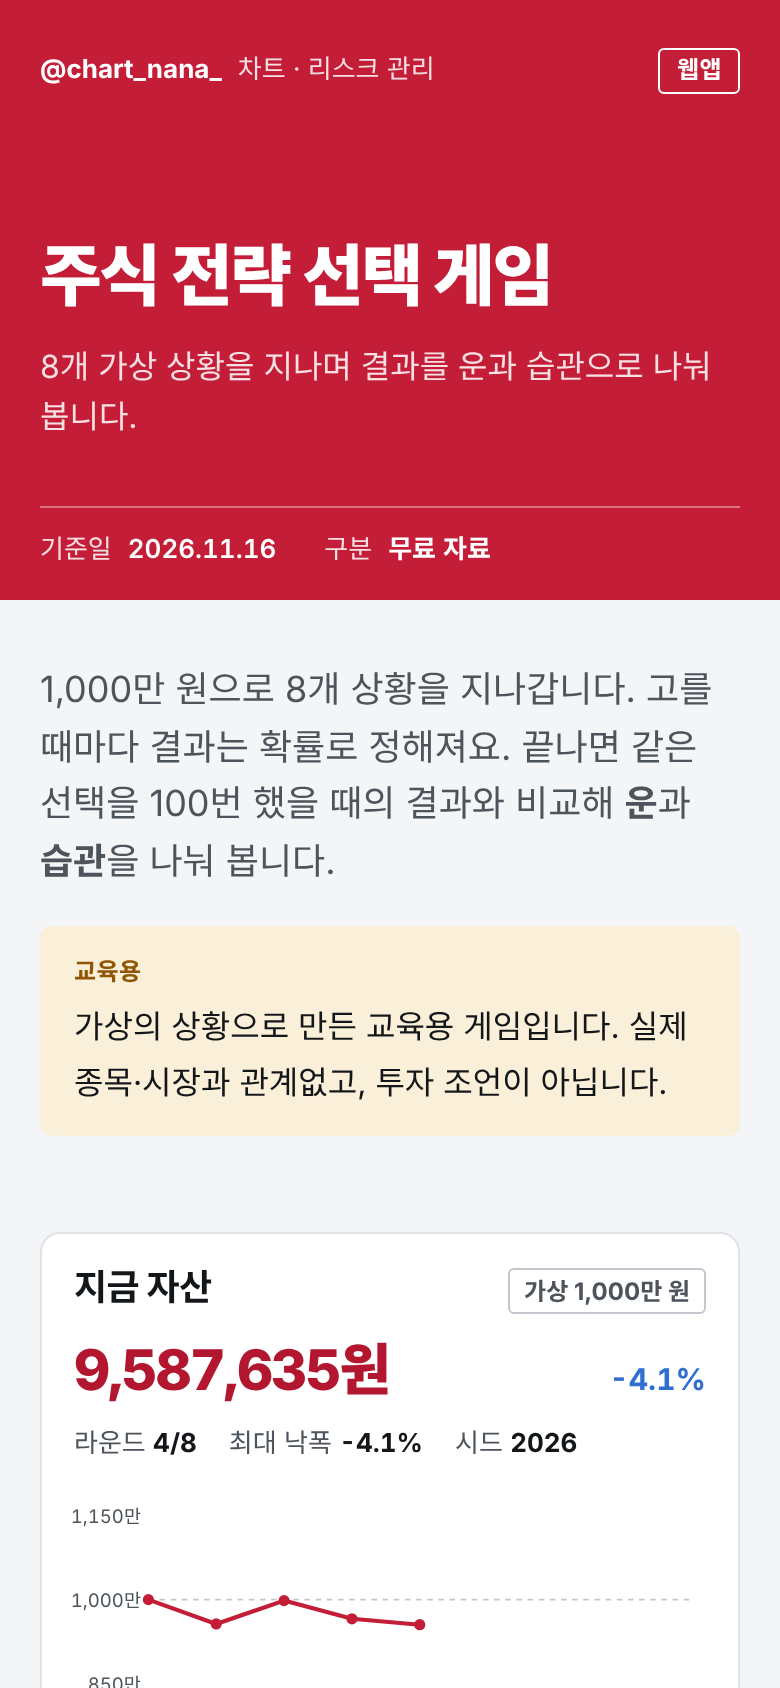 @chart_nana_ 차트 · 리스크 관리
웹앱
주식 전략 선택 게임
8개 가상 상황을 지나며 결과를 운과 습관으로 나눠
봅니다.
기준일 2026.11.16 구분 무료 자료
1,000만 원으로 8개 상황을 지나갑니다. 고를
때마다 결과는 확률로 정해져요. 끝나면 같은
선택을 100번 했을 때의 결과와 비교해 운과
습관을 나눠 봅니다.
교육용
가상의 상황으로 만든 교육용 게임입니다. 실제
종목·시장과 관계없고, 투자 조언이 아닙니다.
지금 자산
가상 1,000만 원
9,587,635원
-4.1%
라운드 4/8 최대 낙폭 -4.1% 시드 2026
1,150만
1,000만
850만